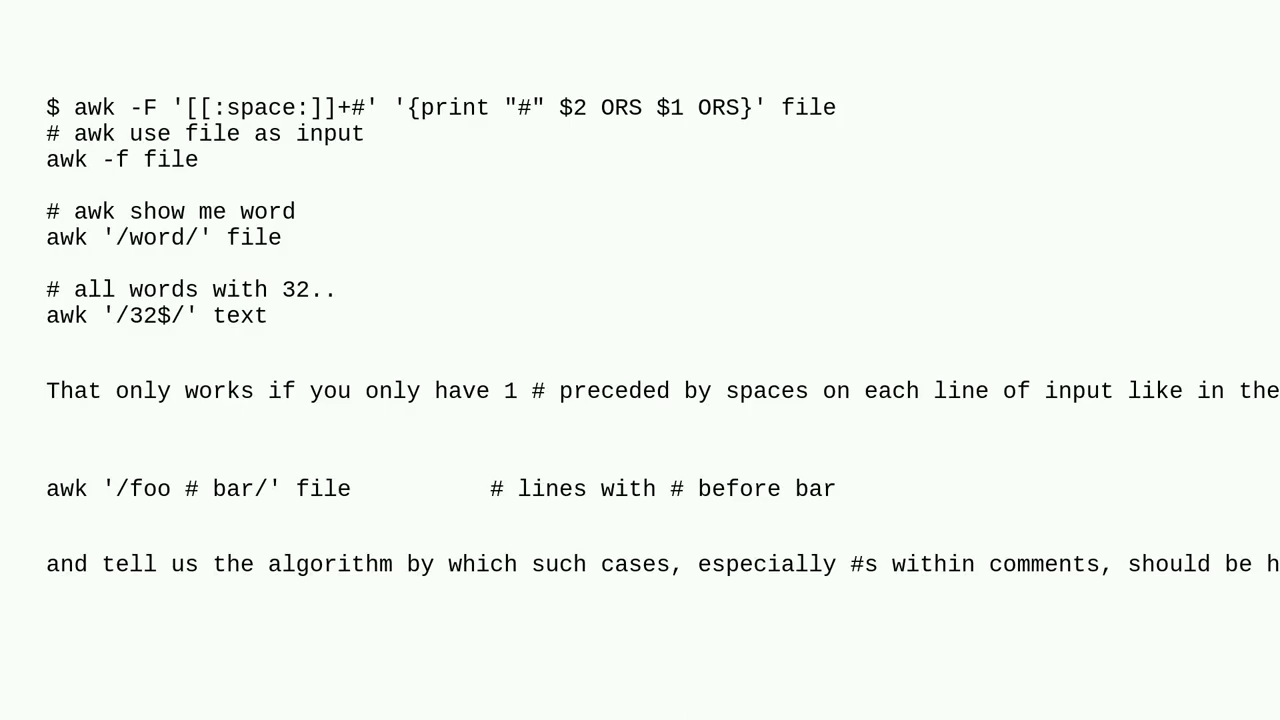 $ awk -F '[[:space:]]+#' '{print "#" $2 ORS $1 ORS}' file
# awk use file as input
awk -f file
# awk show me word
awk '/word/' file
# all words with 32..
awk '/32$/' text
That only works if you only have 1 # preceded by spaces on each line of input like in the
awk '/foo # bar/' file # lines with # before bar
and tell us the algorithm by which such cases, especially #s within comments, should be